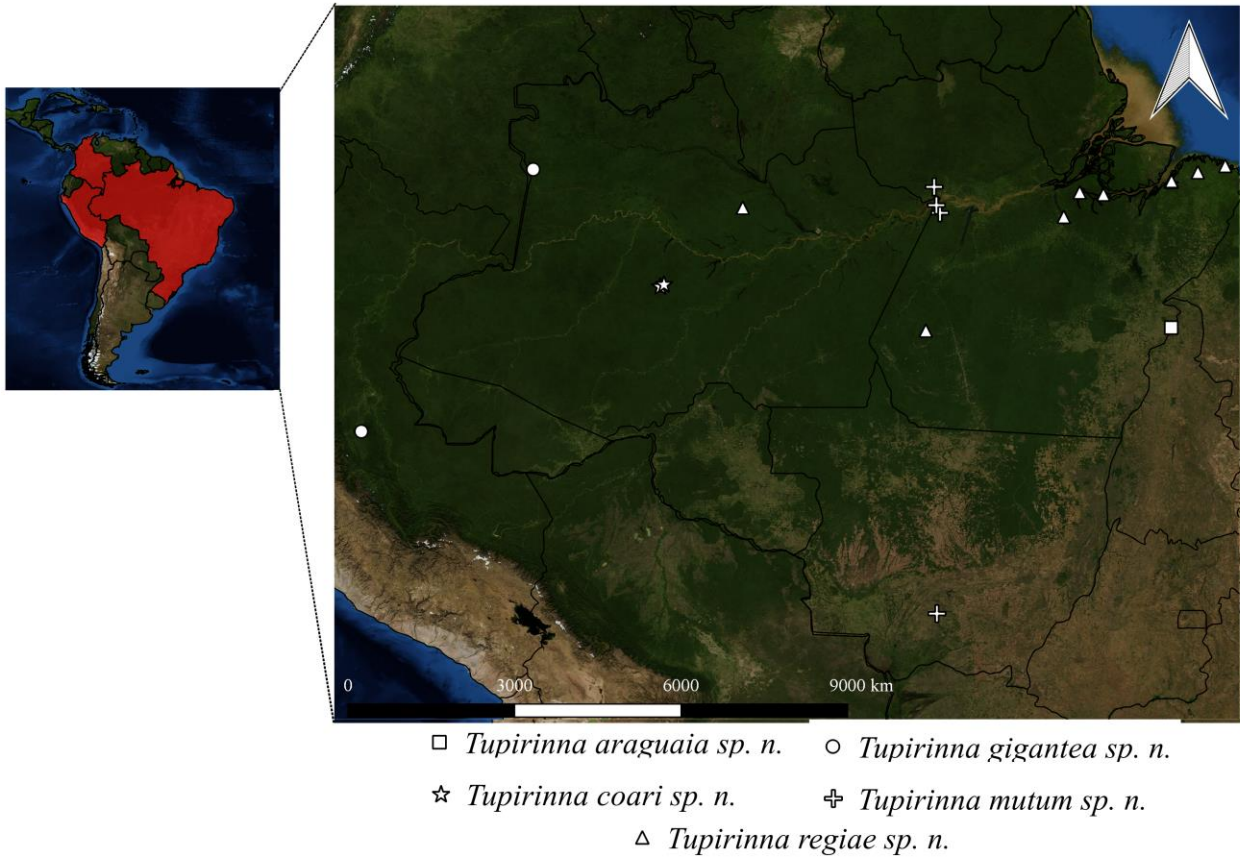 0 3000 6000 9000 km
Tupirinna araguaia sp. n. Tupirinna gigantea sp. n.
Tupirinna coari sp. n. Tupirinna mutum sp. n.
Tupirinna regiae sp. n.